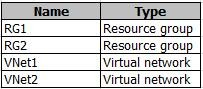 Name Type
RG1 Resource group
RG2 Resource group
VNet1 Virtual network
VNet2 Virtual network